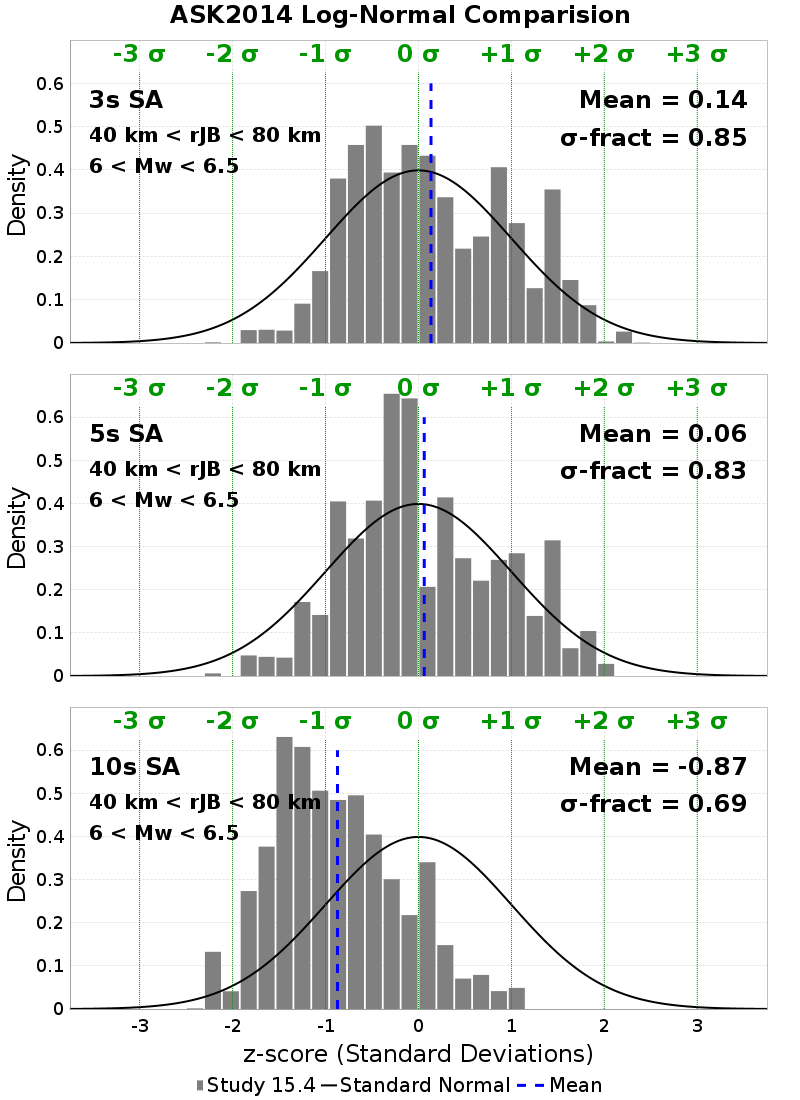 ASK2014 Log-Normal Comparision
-3 σ -2 σ -1 σ 0 σ +1 σ +2 σ +3 σ
0.6
3s SA Mean = 0.14
0.5
40 km < rJB < 80 km σ-fract = 0.85
6 < Mw < 6.5
0.4
0.3
0.2
0.1
0
Density
-3 σ -2 σ -1 σ 0 σ +1 σ +2 σ +3 σ
0.6
5s SA Mean = 0.06
0.5
40 km < rJB < 80 km σ-fract = 0.83
6 < Mw < 6.5
0.4
0.3
0.2
0.1
0
Density
-3 σ -2 σ -1 σ 0 σ +1 σ +2 σ +3 σ
0.6
10s SA Mean = -0.87
0.5
40 km < rJB < 80 km σ-fract = 0.69
6 < Mw < 6.5
0.4
0.3
0.2
0.1
0
Density
-3 -2 -1 0 1 2 3
z-score (Standard Deviations)
Study 15.4 Standard Normal Mean